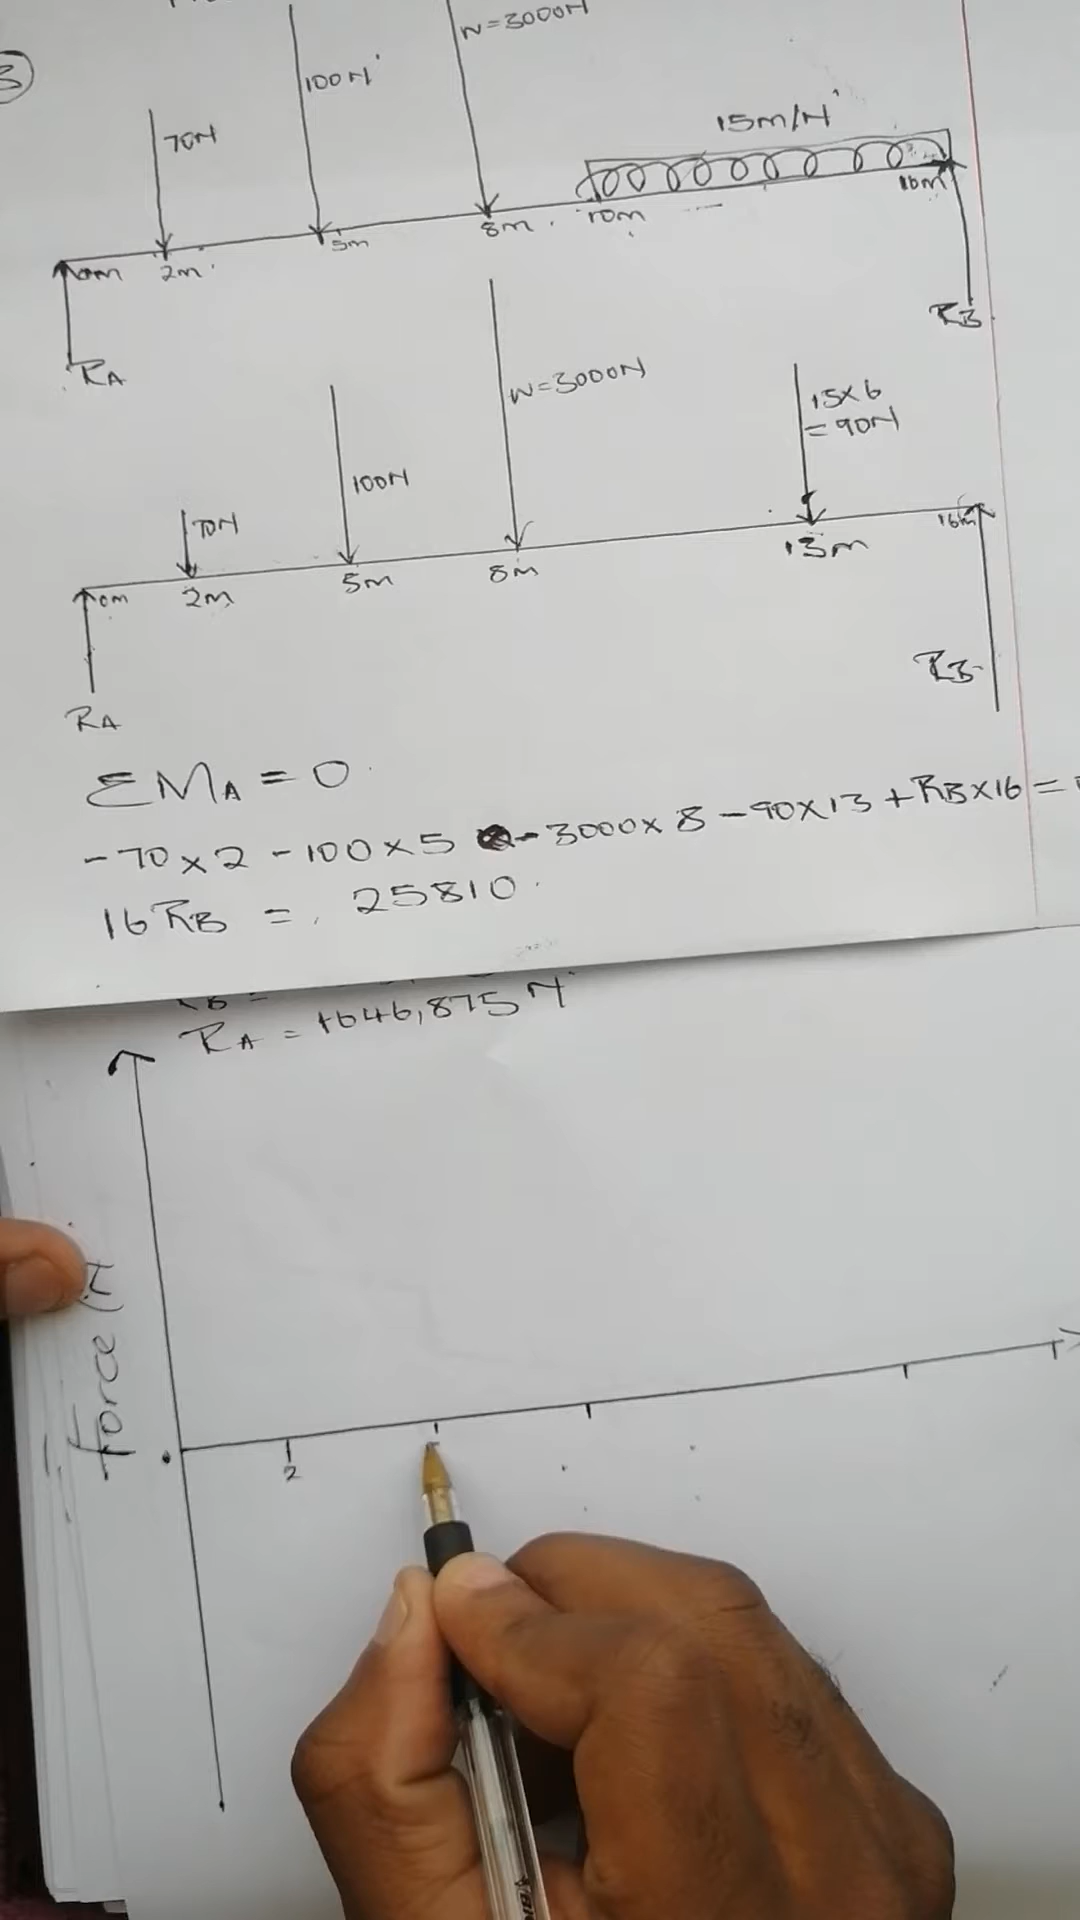 3
W=3000N
100N
70N
15m/N
16m
10m
8m
5m
0m
2m
RB
RA
W=3000N
15x6
= 90N
100N
70N
16m
13m
8m
5m
2m
0m
RB
RA
ΣMA = 0
-70x2 -100x5 -3000x8 -90x13 +RBx16 =
16RB = 25810
RA = 1646,875N
Force (N
2